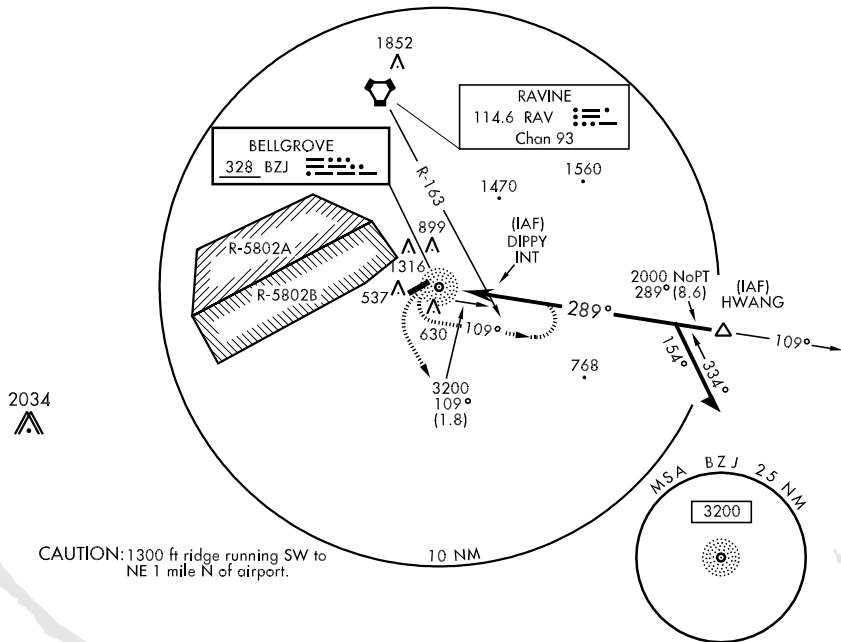 1852
RAVINE
114.6 RAV
Chan 93
BELLGROVE
328 BZJ
R-163
1560
1470
(IAF)
DIPPY
INT
899
R-5802A
1316
R-5802B
537
2000 NoPT
289° (8.6)
(IAF)
HWANG
289°
630
109°
109°
154°
334°
768
3200
109°
(1.8)
2034
MSA BZJ 25 NM
3200
CAUTION: 1300 ft ridge running SW to
NE 1 mile N of airport.
10 NM